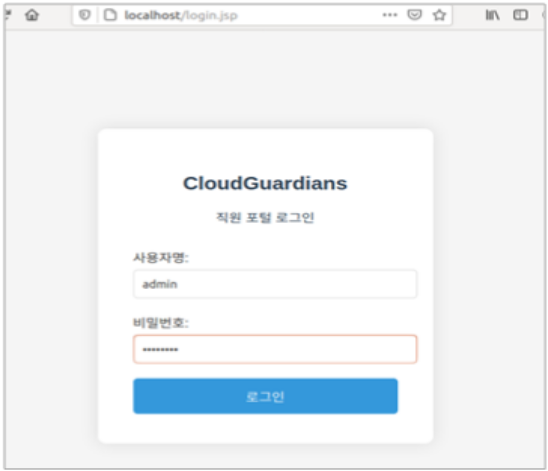 localhost/login.jsp
CloudGuardians
직원 포털 로그인
사용자명:
admin
비밀번호:
••••••••
로그인